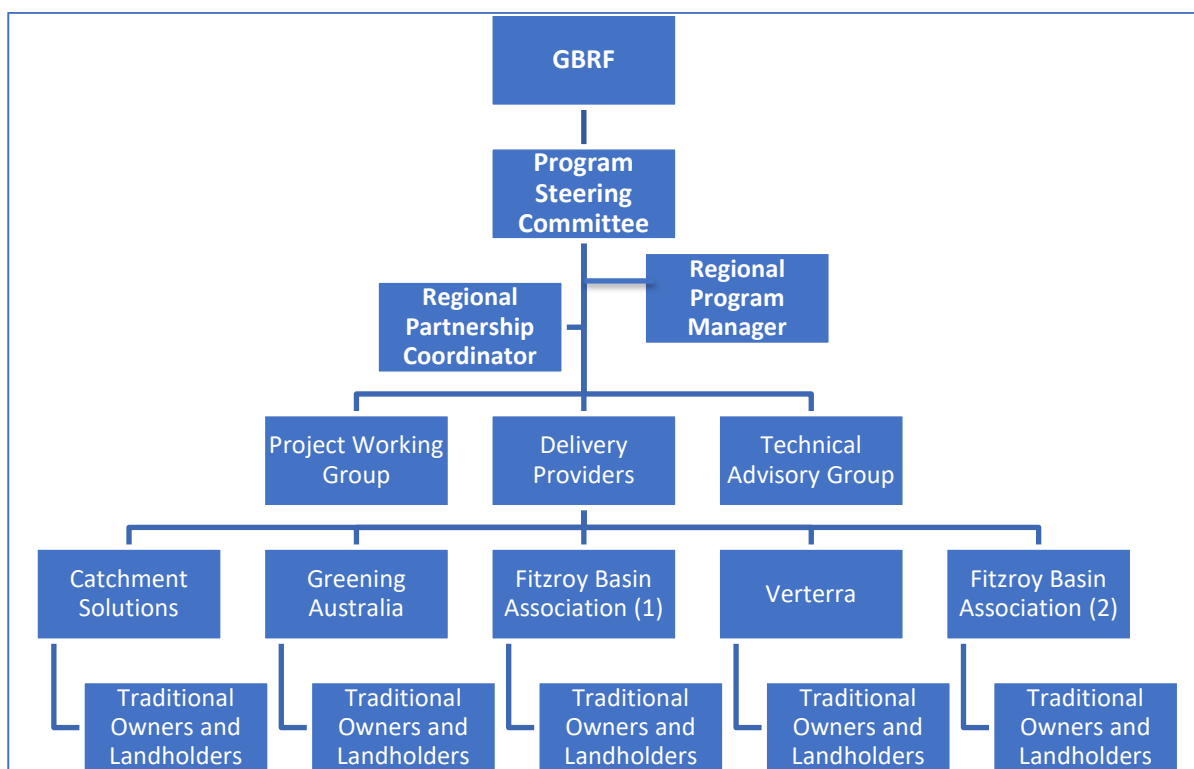 GBRF
Program
Steering
Committee
Regional
Program
Manager
Regional
Partnership
Coordinator
Project Working
Group
Delivery
Providers
Technical
Advisory Group
Catchment
Solutions
Greening
Australia
Fitzroy Basin
Association (1)
Verterra
Fitzroy Basin
Association (2)
Traditional
Owners and
Landholders
Traditional
Owners and
Landholders
Traditional
Owners and
Landholders
Traditional
Owners and
Landholders
Traditional
Owners and
Landholders